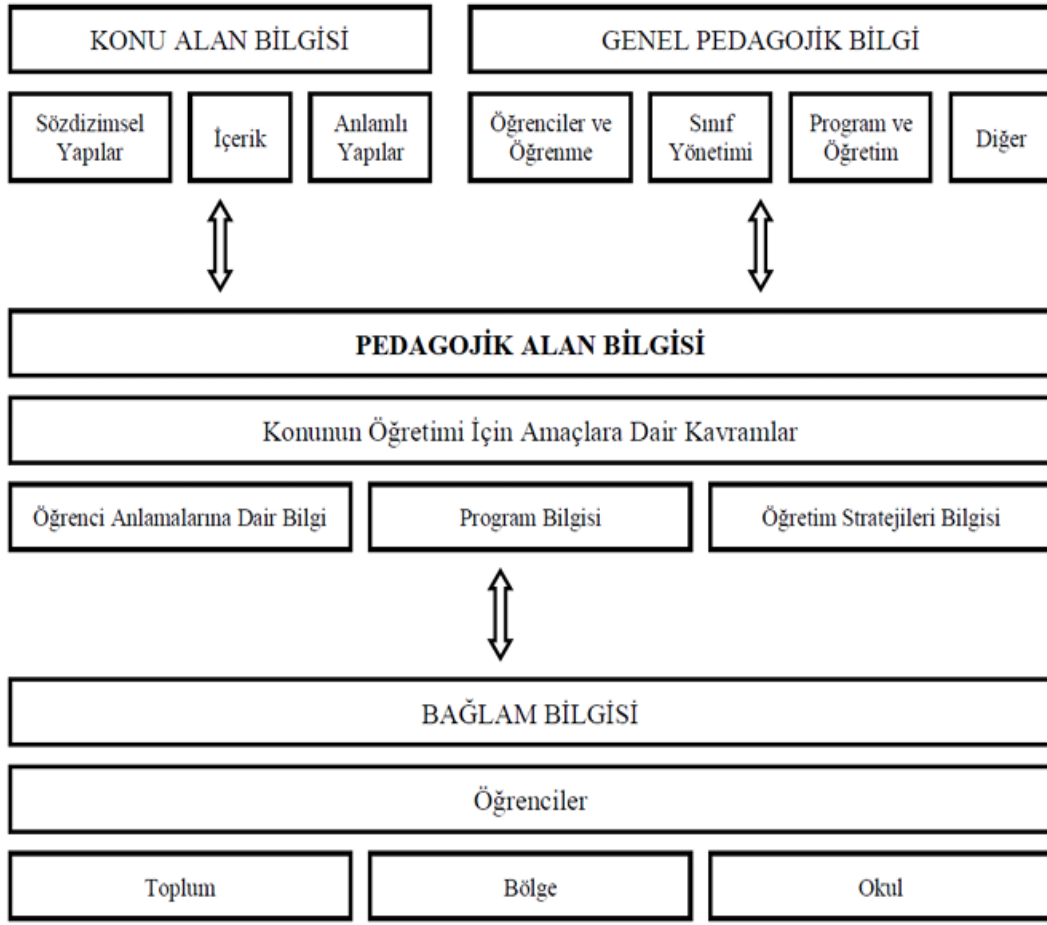 KONU ALAN BİLGİSİ
GENEL PEDAGOJİK BİLGİ
Sözdizimsel
Yapılar
İçerik
Anlamlı
Yapılar
Öğrenciler ve
Öğrenme
Sınıf
Yönetimi
Program ve
Öğretim
Diğer
PEDAGOJİK ALAN BİLGİSİ
Konunun Öğretimi İçin Amaçlara Dair Kavramlar
Öğrenci Anlamalarına Dair Bilgi
Program Bilgisi
Öğretim Stratejileri Bilgisi
BAĞLAM BİLGİSİ
Öğrenciler
Toplum
Bölge
Okul